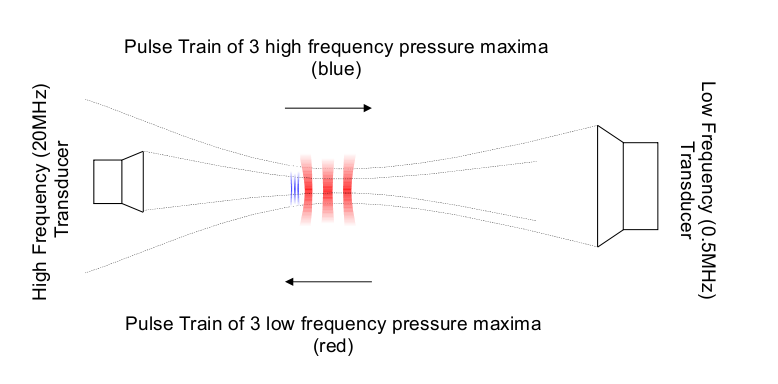 Pulse Train of 3 high frequency pressure maxima
(blue)
High Frequency (20MHz)
Transducer
Low Frequency (0.5MHz)
Transducer
Pulse Train of 3 low frequency pressure maxima
(red)